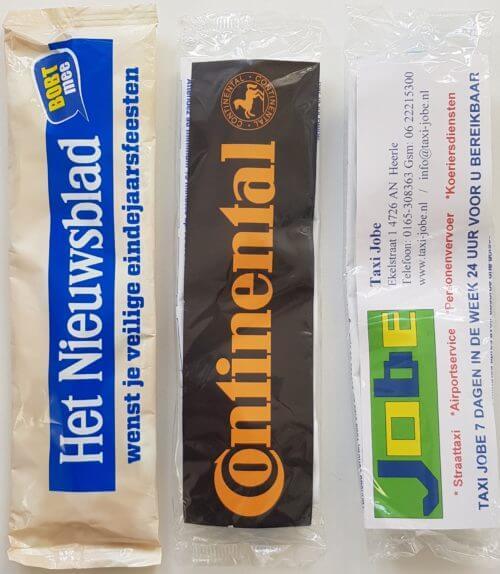 BOBT
mee
Het Nieuwsblad
wenst je veilige eindejaarsfeesten
CONTINENTAL CONTINENTAL
Continental
Taxi Jobe
Ekelstraat 1 4726 AN Heerle
Telefoon: 0165-308363 Gsm: 06 22215300
www.taxi-jobe.nl / info@taxi-jobe.nl
Jobe
* Straattaxi *Airportservice *Personenvervoer *Koeriersdiensten
TAXI JOBE 7 DAGEN IN DE WEEK 24 UUR VOOR U BEREIKBAAR